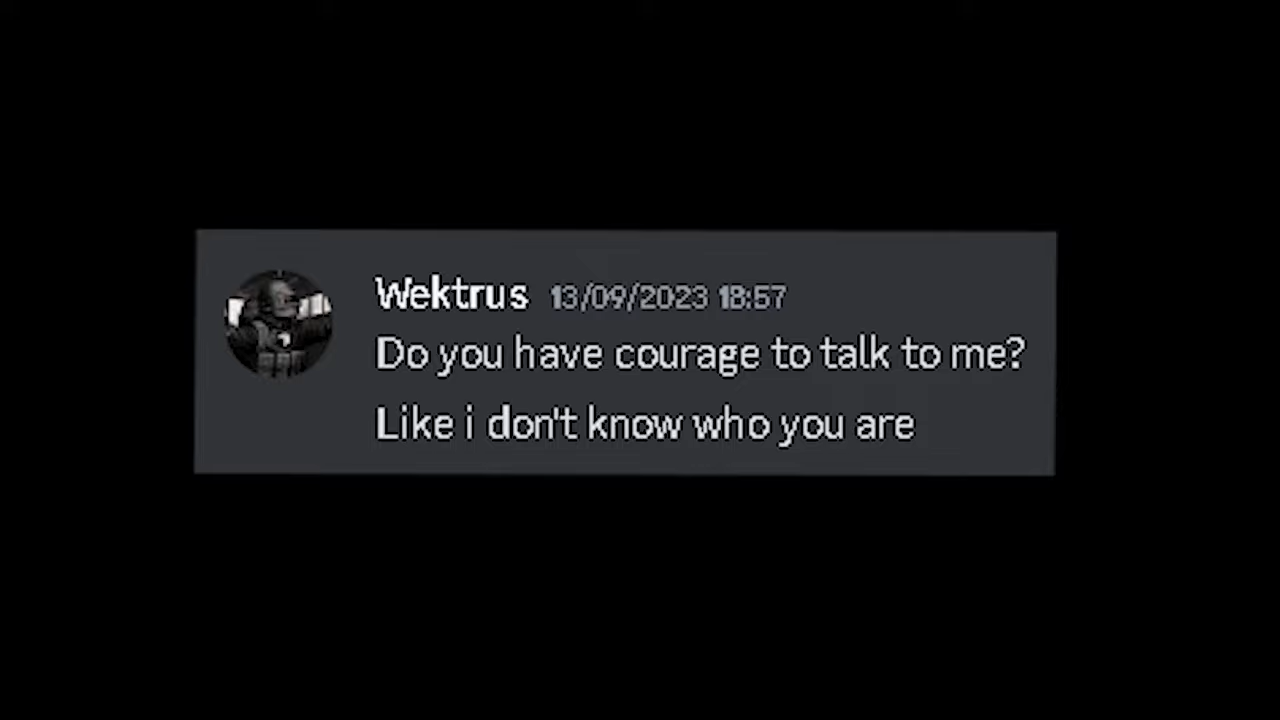 Wektrus 13/09/2023 18:57
Do you have courage to talk to me?
Like i don't know who you are